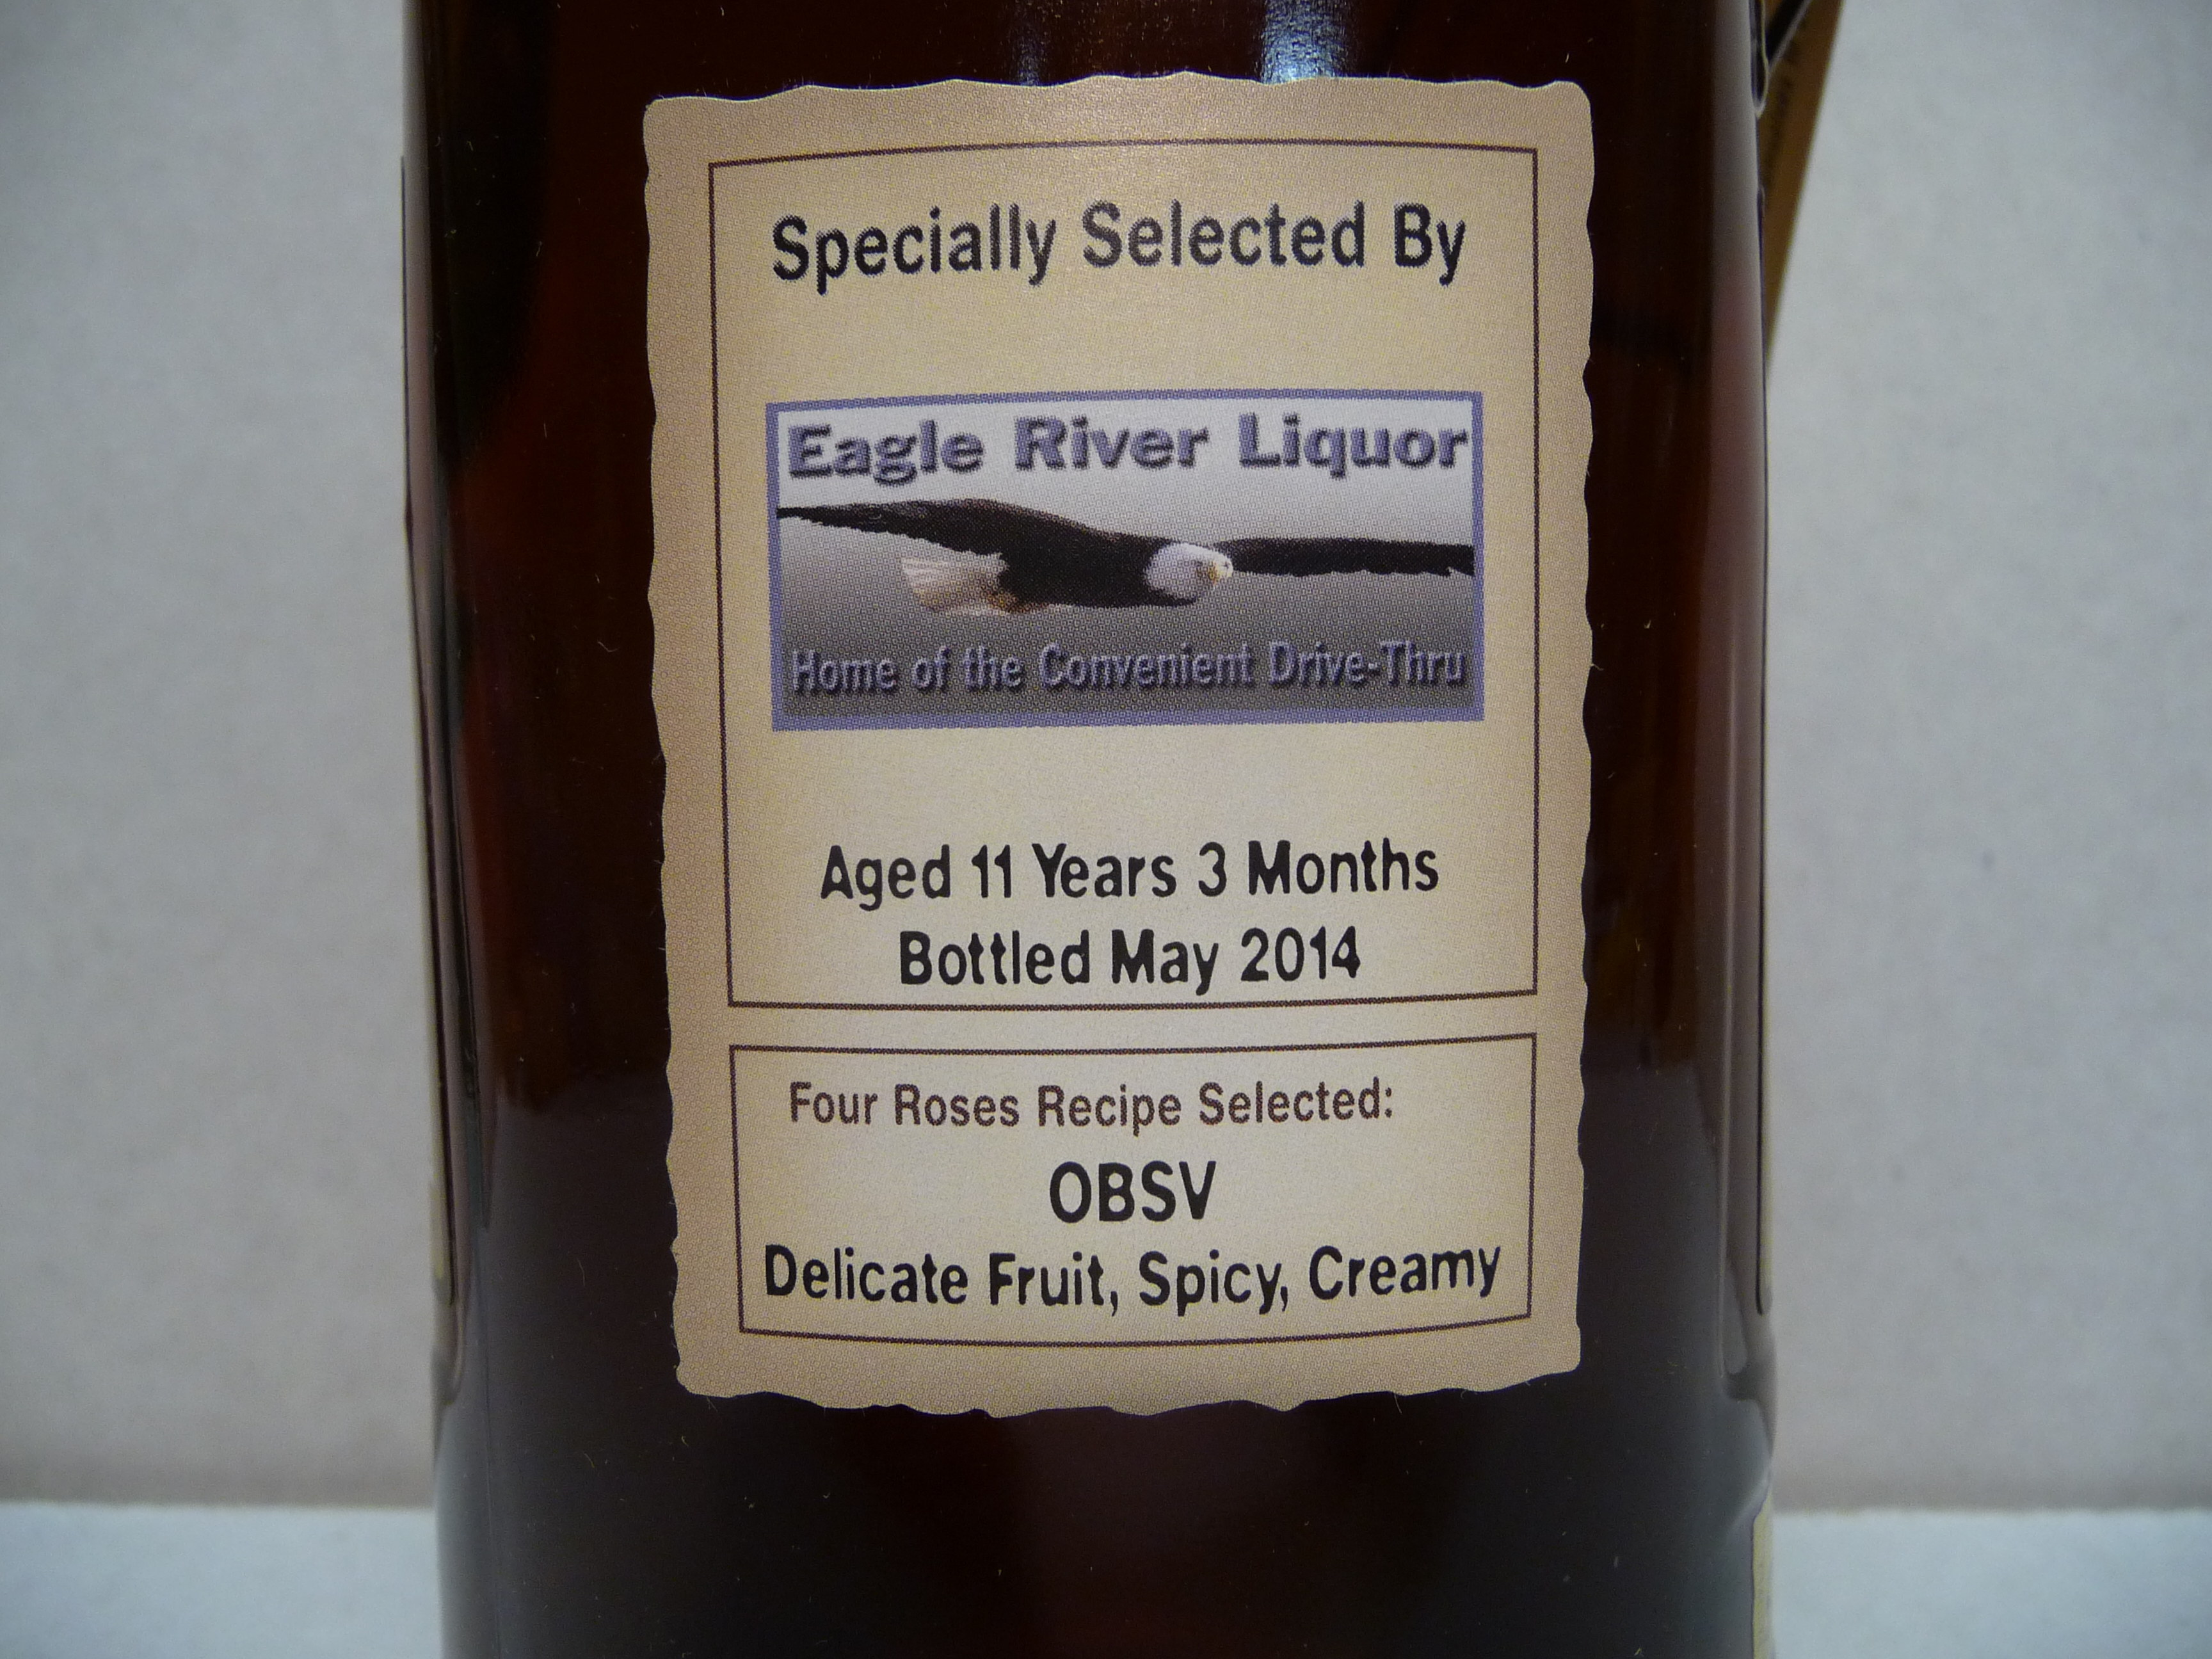 Specially Selected By
Eagle River Liquor
Home of the Convenient Drive-Thru
Aged 11 Years 3 Months
Bottled May 2014
Four Roses Recipe Selected:
OBSV
Delicate Fruit, Spicy, Creamy